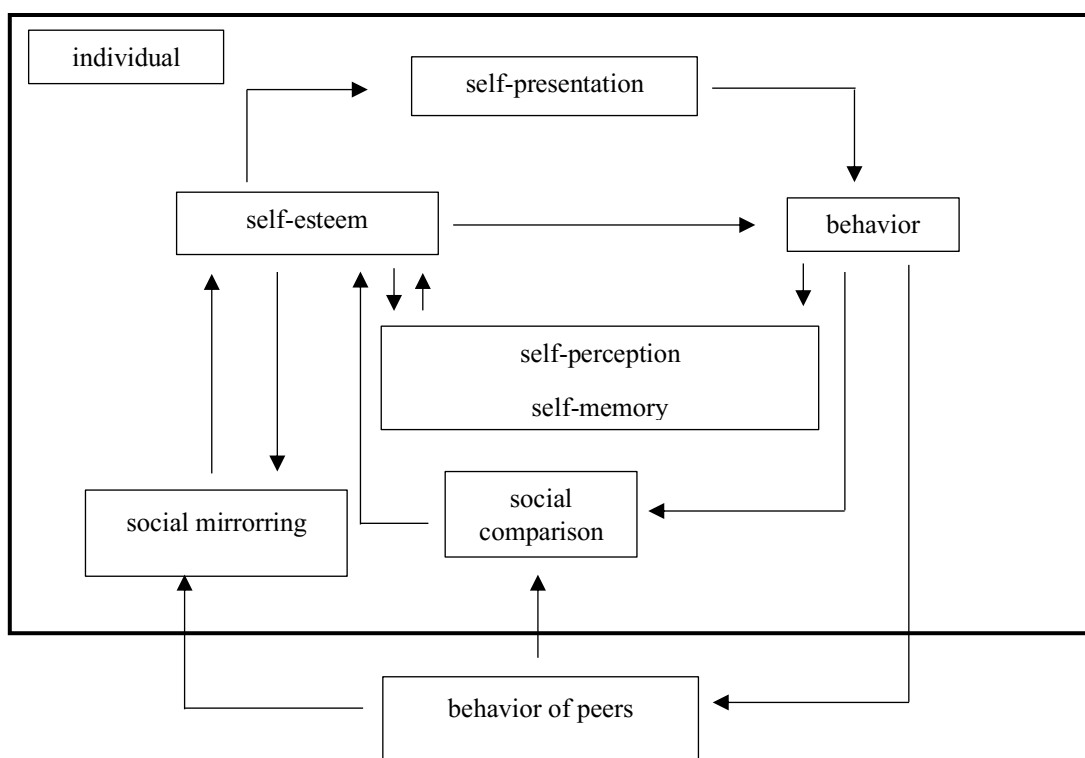 individual
self-presentation
self-esteem
behavior
self-perception
self-memory
social mirrorring
social
comparison
behavior of peers